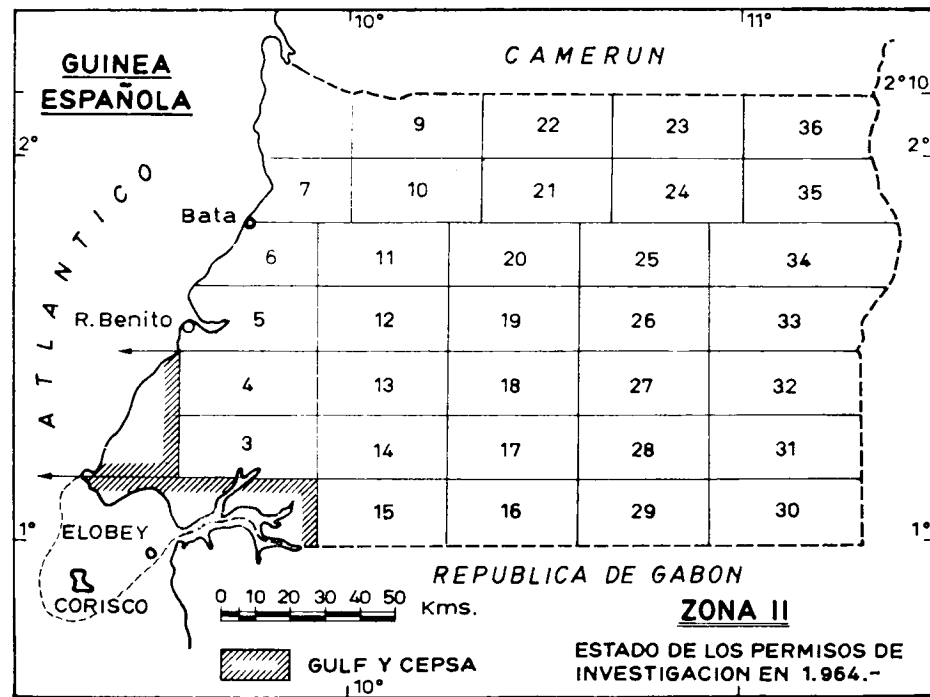 10°
11°
GUINEA
ESPAÑOLA
CAMERUN
2°10
9
22
23
36
2°
2°
7
10
21
24
35
ATLANTICO
Bata
6
11
20
25
34
R.Benito
5
12
19
26
33
4
13
18
27
32
3
14
17
28
31
15
16
29
30
1°
1°
ELOBEY
CORISCO
REPUBLICA DE GABON
0 10 20 30 40 50
Kms.
ZONA II
GULF Y CEPSA
ESTADO DE LOS PERMISOS DE
INVESTIGACION EN 1.964.-
10°